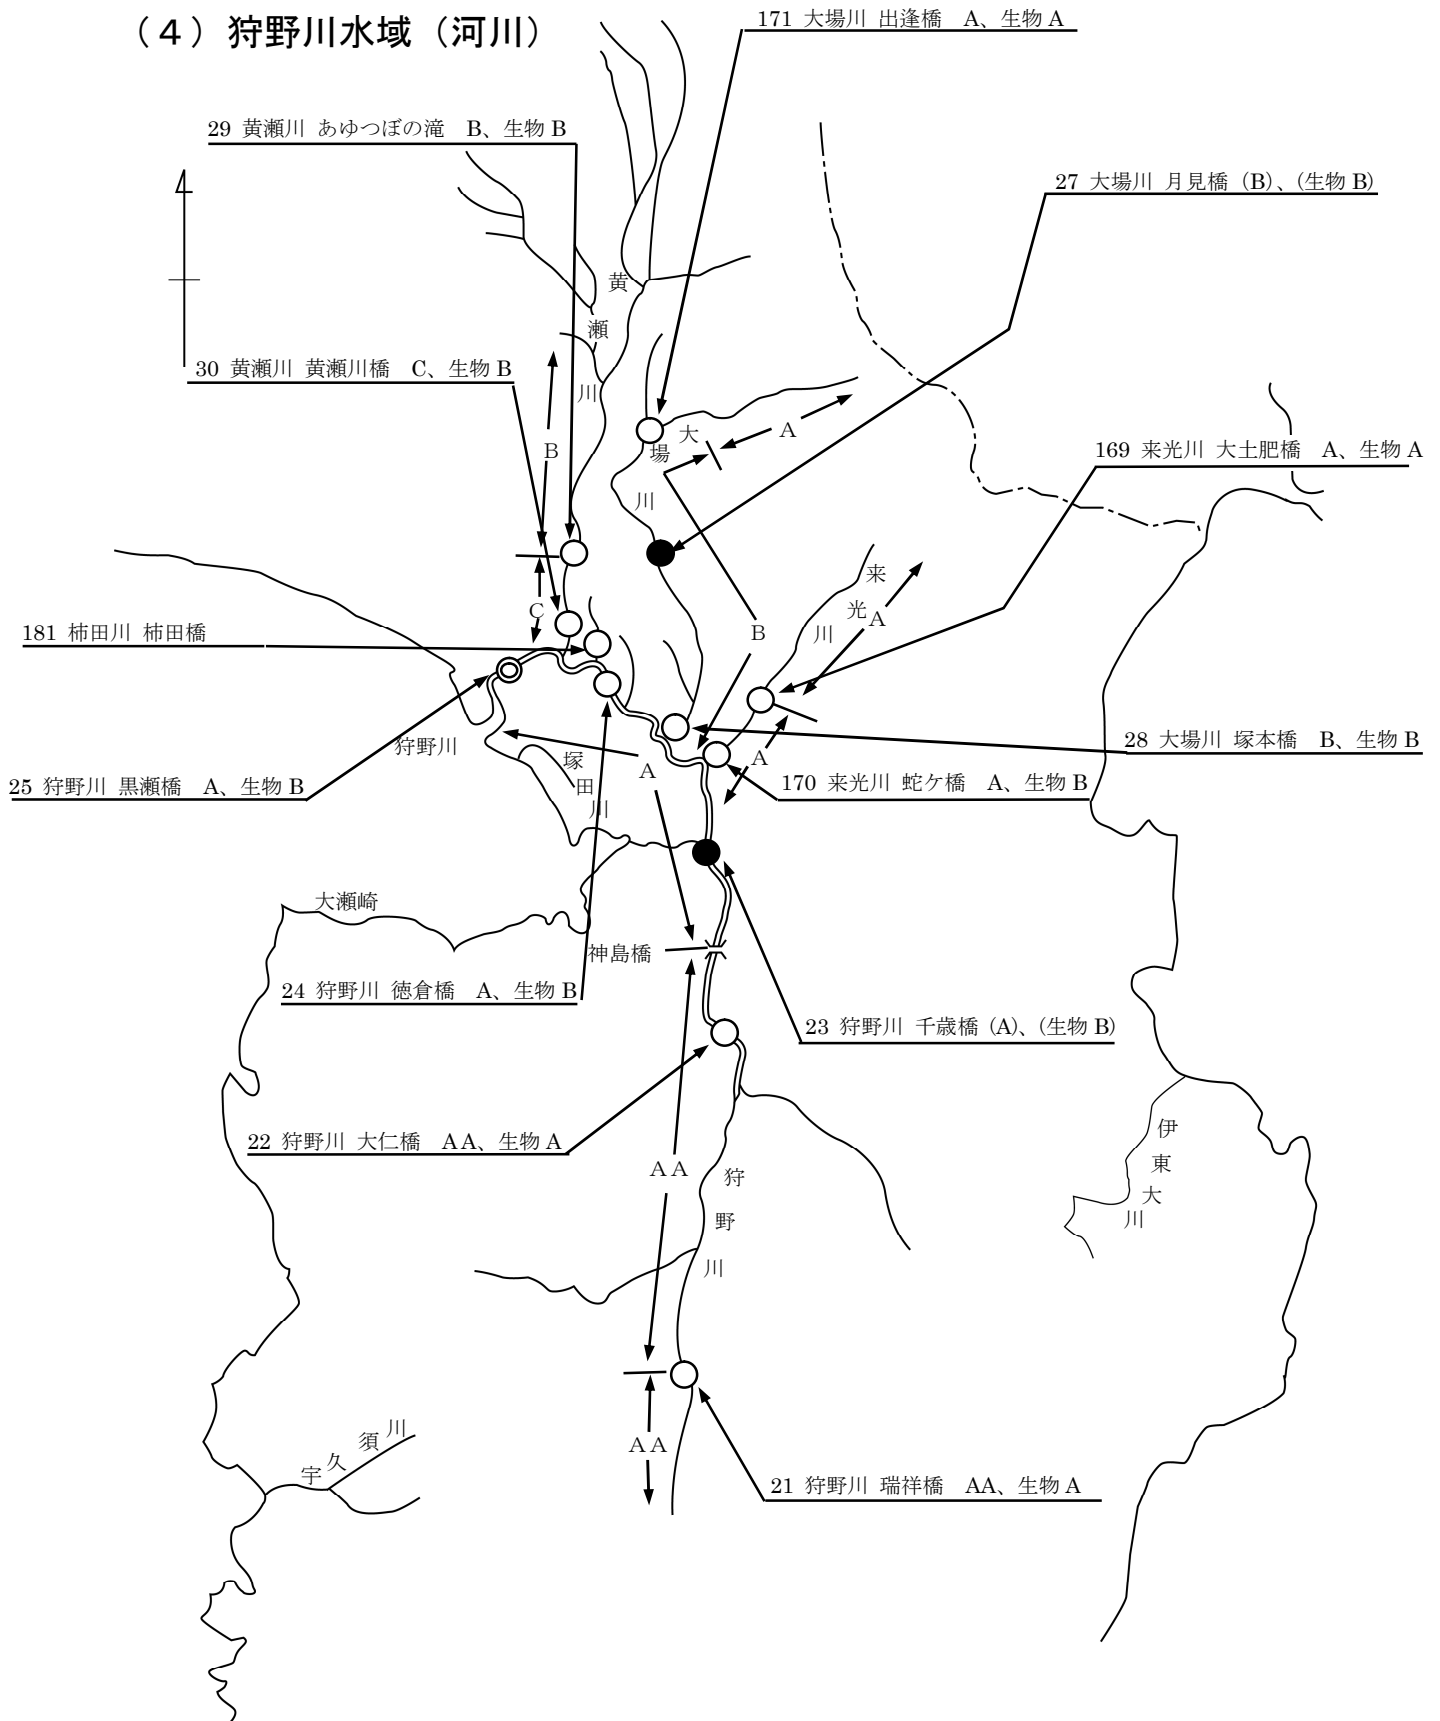 （４）狩野川水域（河川）
171 大場川 出逢橋　A、生物 A
29 黄瀬川 あゆつぼの滝　B、生物 B
27 大場川 月見橋 (B)、(生物 B)
黄瀬川
30 黄瀬川 黄瀬川橋　C、生物 B
B
大場川
A
169 来光川 大土肥橋　A、生物 A
来光川
A
C
B
181 柿田川 柿田橋
狩野川
塚田川
A
A
28 大場川 塚本橋　B、生物 B
25 狩野川 黒瀬橋　A、生物 B
170 来光川 蛇ケ橋　A、生物 B
大瀬崎
神島橋
24 狩野川 徳倉橋　A、生物 B
23 狩野川 千歳橋 (A)、(生物 B)
22 狩野川 大仁橋　AA、生物 A
伊東大川
AA
狩野川
宇久須川
AA
21 狩野川 瑞祥橋　AA、生物 A